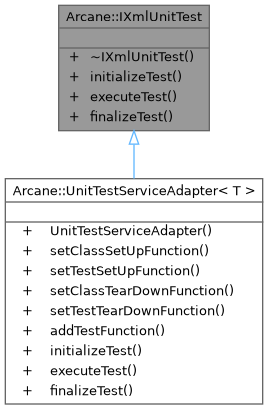 Arcane::IXmlUnitTest
+ ~IXmlUnitTest()
+ initializeTest()
+ executeTest()
+ finalizeTest()
Arcane::UnitTestServiceAdapter< T >
+ UnitTestServiceAdapter()
+ setClassSetUpFunction()
+ setTestSetUpFunction()
+ setClassTearDownFunction()
+ setTestTearDownFunction()
+ addTestFunction()
+ initializeTest()
+ executeTest()
+ finalizeTest()